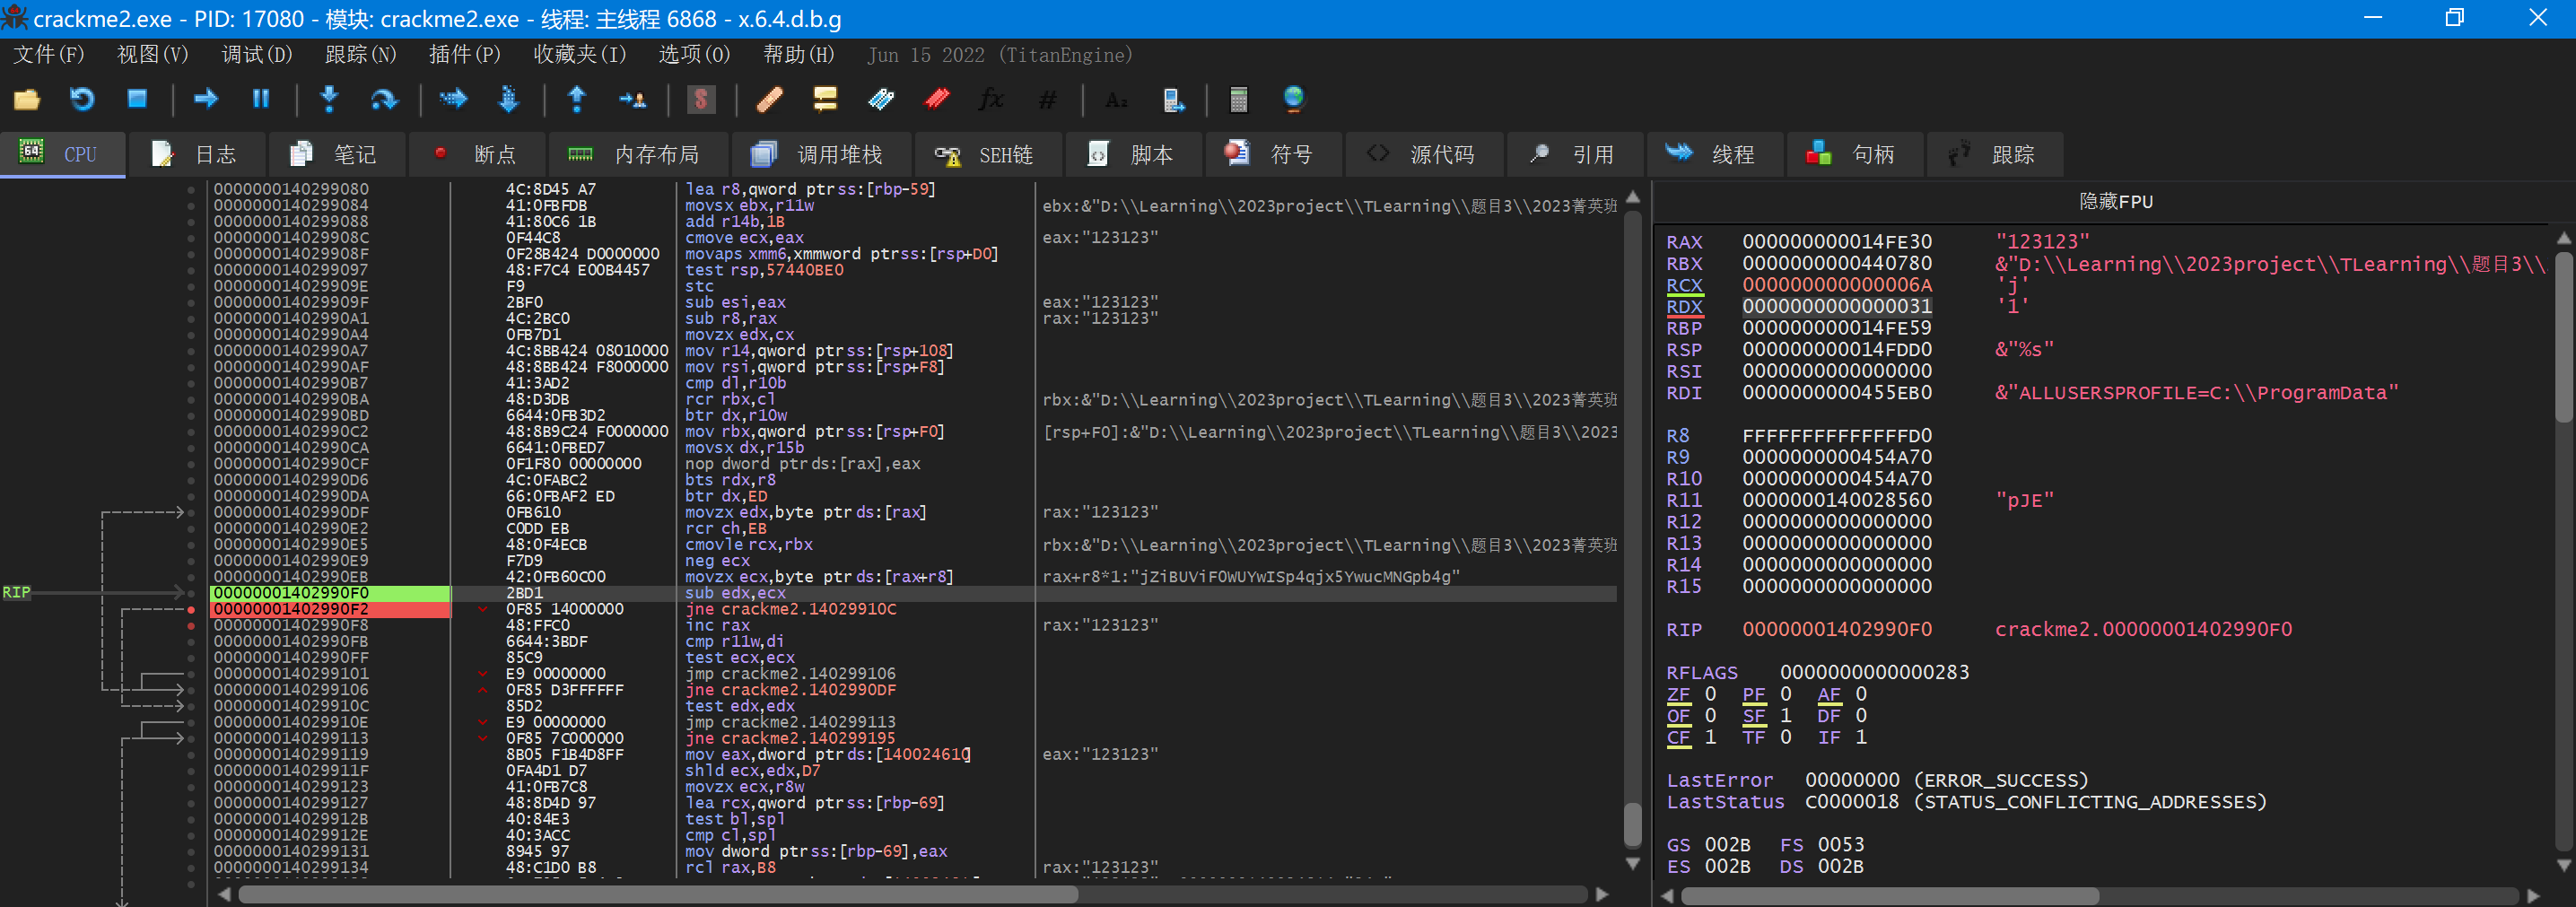 crackme2.exe - PID: 17080 - 模块: crackme2.exe - 线程: 主线程 6868 - x.6.4.d.b.g
文件(F) 视图(V) 调试(D) 跟踪(N) 插件(P) 收藏夹(I) 选项(O) 帮助(H) Jun 15 2022 (TitanEngine)
CPU 日志 笔记 断点 内存布局 调用堆栈 SEH链 脚本 符号 源代码 引用 线程 句柄 跟踪
0000000140299080 4C:8D45 A7 lea r8,qword ptr ss:[rbp-59]
0000000140299084 41:0FBFDB movsx ebx,r11w ebx:&"D:\\Learning\\2023project\\TLearning\\题目3\\2023菁英班
0000000140299088 41:80C6 1B add r14b,1B
000000014029908C 0F44C8 cmove ecx,eax eax:"123123"
000000014029908F 0F28B424 D0000000 movaps xmm6,xmmword ptr ss:[rsp+D0]
0000000140299097 48:F7C4 E00B4457 test rsp,57440BE0
000000014029909E F9 stc
000000014029909F 2BF0 sub esi,eax eax:"123123"
00000001402990A1 4C:2BC0 sub r8,rax rax:"123123"
00000001402990A4 0FB7D1 movzx edx,cx
00000001402990A7 4C:8BB424 08010000 mov r14,qword ptr ss:[rsp+108]
00000001402990AF 48:8BB424 F8000000 mov rsi,qword ptr ss:[rsp+F8]
00000001402990B7 41:3AD2 cmp dl,r10b
00000001402990BA 48:D3DB rcr rbx,cl rbx:&"D:\\Learning\\2023project\\TLearning\\题目3\\2023菁英班
00000001402990BD 6644:0FB3D2 btr dx,r10w
00000001402990C2 48:8B9C24 F0000000 mov rbx,qword ptr ss:[rsp+F0] [rsp+F0]:&"D:\\Learning\\2023project\\TLearning\\题目3\\2023
00000001402990CA 6641:0FBED7 movsx dx,r15b
00000001402990CF 0F1F80 00000000 nop dword ptr ds:[rax],eax
00000001402990D6 4C:0FABC2 bts rdx,r8
00000001402990DA 66:0FBAF2 ED btr dx,ED
00000001402990DF 0FB610 movzx edx,byte ptr ds:[rax] rax:"123123"
00000001402990E2 C0DD EB rcr ch,EB
00000001402990E5 48:0F4ECB cmovle rcx,rbx rbx:&"D:\\Learning\\2023project\\TLearning\\题目3\\2023菁英班
00000001402990E9 F7D9 neg ecx
00000001402990EB 42:0FB60C00 movzx ecx,byte ptr ds:[rax+r8] rax+r8*1:"jZiBUViF0WUYwISp4qjx5YwucMNGpb4g"
RIP 00000001402990F0 2BD1 sub edx,ecx
00000001402990F2 0F85 14000000 jne crackme2.14029910C
00000001402990F8 48:FFC0 inc rax rax:"123123"
00000001402990FB 6644:3BDF cmp r11w,di
00000001402990FF 85C9 test ecx,ecx
0000000140299101 E9 00000000 jmp crackme2.140299106
0000000140299106 0F85 D3FFFFFF jne crackme2.1402990DF
000000014029910C 85D2 test edx,edx
000000014029910E E9 00000000 jmp crackme2.140299113
0000000140299113 0F85 7C000000 jne crackme2.140299195
0000000140299119 8B05 F1B4D8FF mov eax,dword ptr ds:[140024610] eax:"123123"
000000014029911F 0FA4D1 D7 shld ecx,edx,D7
0000000140299123 41:0FB7C8 movzx ecx,r8w
0000000140299127 48:8D4D 97 lea rcx,qword ptr ss:[rbp-69]
000000014029912B 40:84E3 test bl,spl
000000014029912E 40:3ACC cmp cl,spl
0000000140299131 8945 97 mov dword ptr ss:[rbp-69],eax
0000000140299134 48:C1D0 B8 rcl rax,B8 rax:"123123"
隐藏FPU
RAX 000000000014FE30 "123123"
RBX 0000000000440780 &"D:\\Learning\\2023project\\TLearning\\题目3\\
RCX 000000000000006A 'j'
RDX 0000000000000031 '1'
RBP 000000000014FE59
RSP 000000000014FDD0 &"%s"
RSI 0000000000000000
RDI 0000000000455EB0 &"ALLUSERSPROFILE=C:\\ProgramData"
R8 FFFFFFFFFFFFFFD0
R9 0000000000454A70
R10 0000000000454A70
R11 0000000140028560 "pJE"
R12 0000000000000000
R13 0000000000000000
R14 0000000000000000
R15 0000000000000000
RIP 00000001402990F0 crackme2.00000001402990F0
RFLAGS 0000000000000283
ZF 0 PF 0 AF 0
OF 0 SF 1 DF 0
CF 1 TF 0 IF 1
LastError 00000000 (ERROR_SUCCESS)
LastStatus C0000018 (STATUS_CONFLICTING_ADDRESSES)
GS 002B FS 0053
ES 002B DS 002B